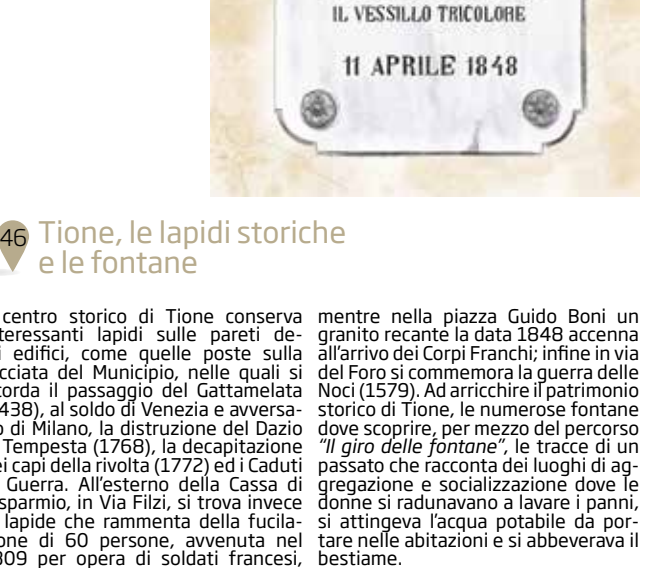 IL VESSILLO TRICOLORE
11 APRILE 1848
46 Tione, le lapidi storiche
e le fontane
centro storico di Tione conserva
teressanti lapidi sulle pareti de-
i edifici, come quelle poste sulla
cciata del Municipio, nelle quali si
orda il passaggio del Gattamelata
438), al soldo di Venezia e avversa-
o di Milano, la distruzione del Dazio
Tempesta (1768), la decapitazione
ei capi della rivolta (1772) ed i Caduti
Guerra. All'esterno della Cassa di
sparmio, in Via Filzi, si trova invece
lapide che rammenta della fucila-
one di 60 persone, avvenuta nel
809 per opera di soldati francesi,
mentre nella piazza Guido Boni un
granito recante la data 1848 accenna
all'arrivo dei Corpi Franchi; infine in via
del Foro si commemora la guerra delle
Noci (1579). Ad arricchire il patrimonio
storico di Tione, le numerose fontane
dove scoprire, per mezzo del percorso
"Il giro delle fontane", le tracce di un
passato che racconta dei luoghi di ag-
gregazione e socializzazione dove le
donne si radunavano a lavare i panni,
si attingeva l'acqua potabile da por-
tare nelle abitazioni e si abbeverava il
bestiame.